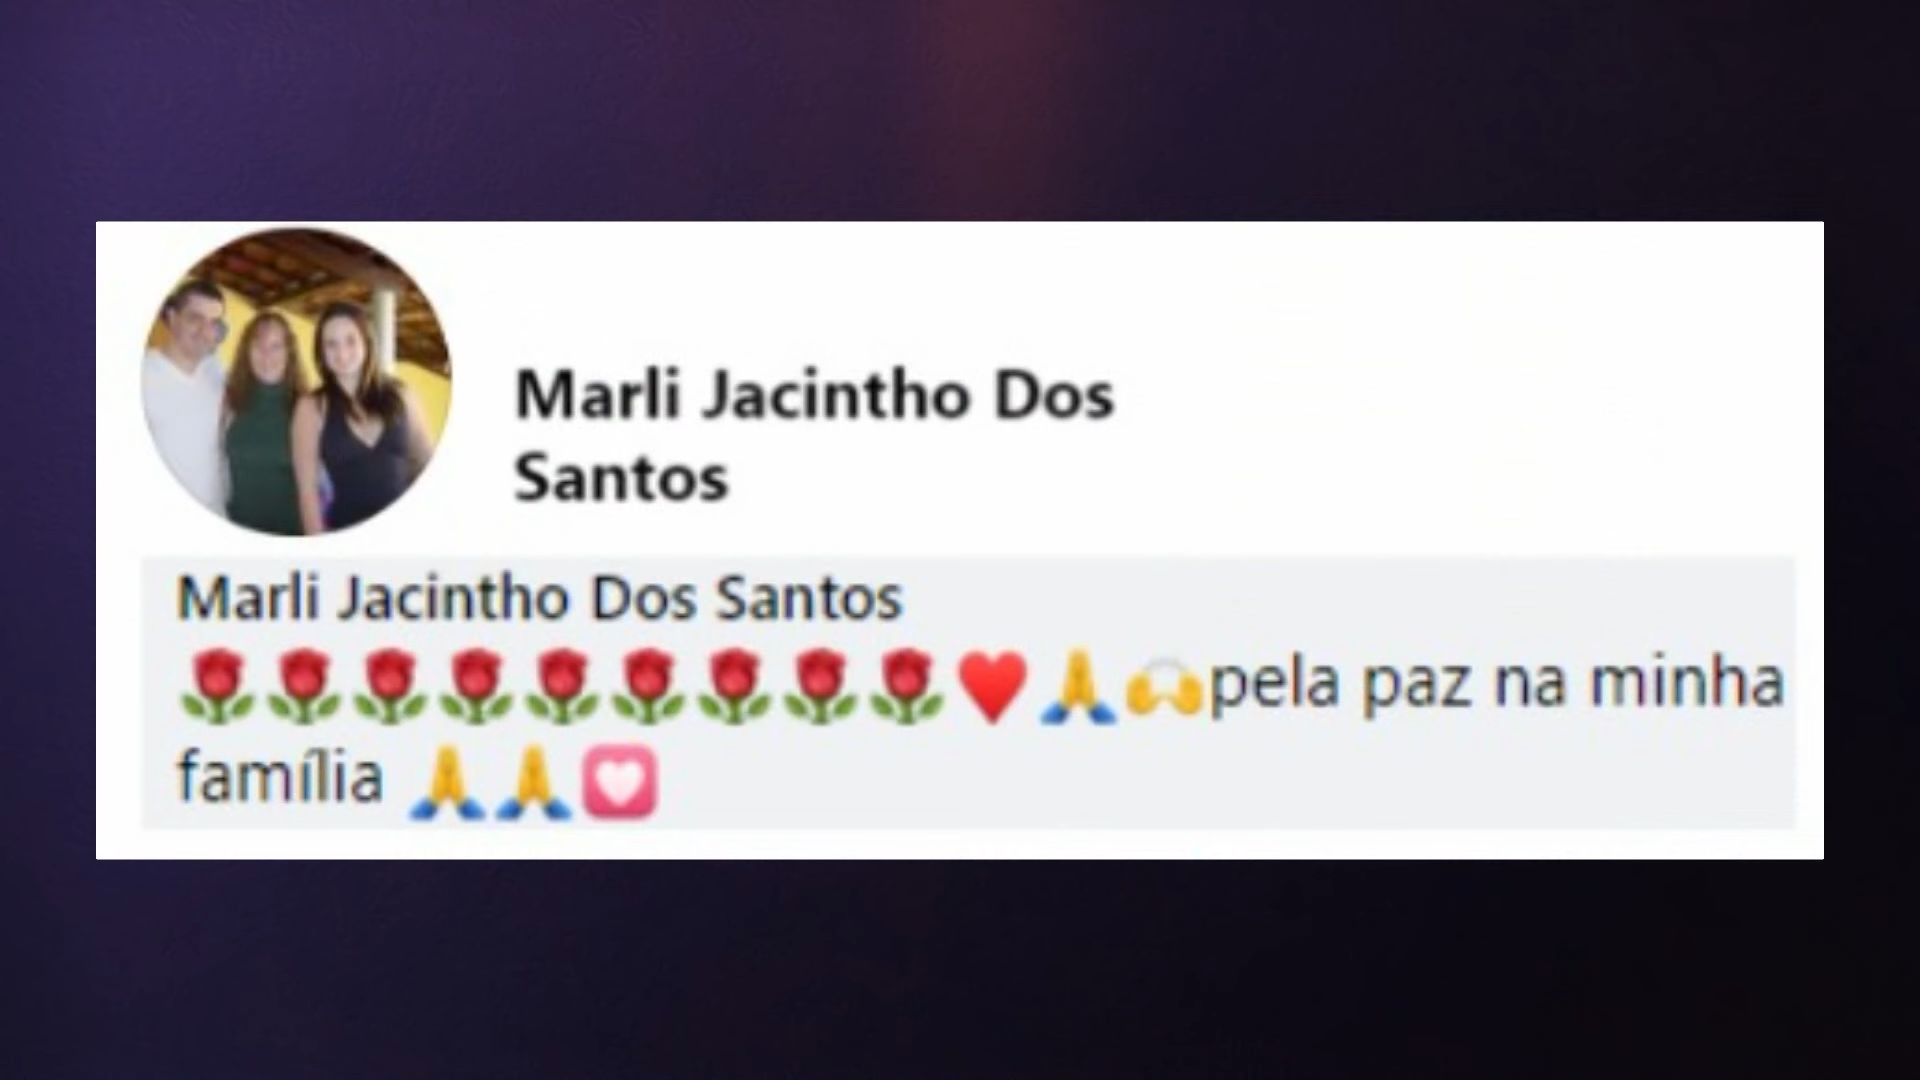 Marli Jacintho Dos
Santos
Marli Jacintho Dos Santos
🌹🌹🌹🌹🌹🌹🌹🌹🌹♥️🙏🙌pela paz na minha
família 🙏🙏💟